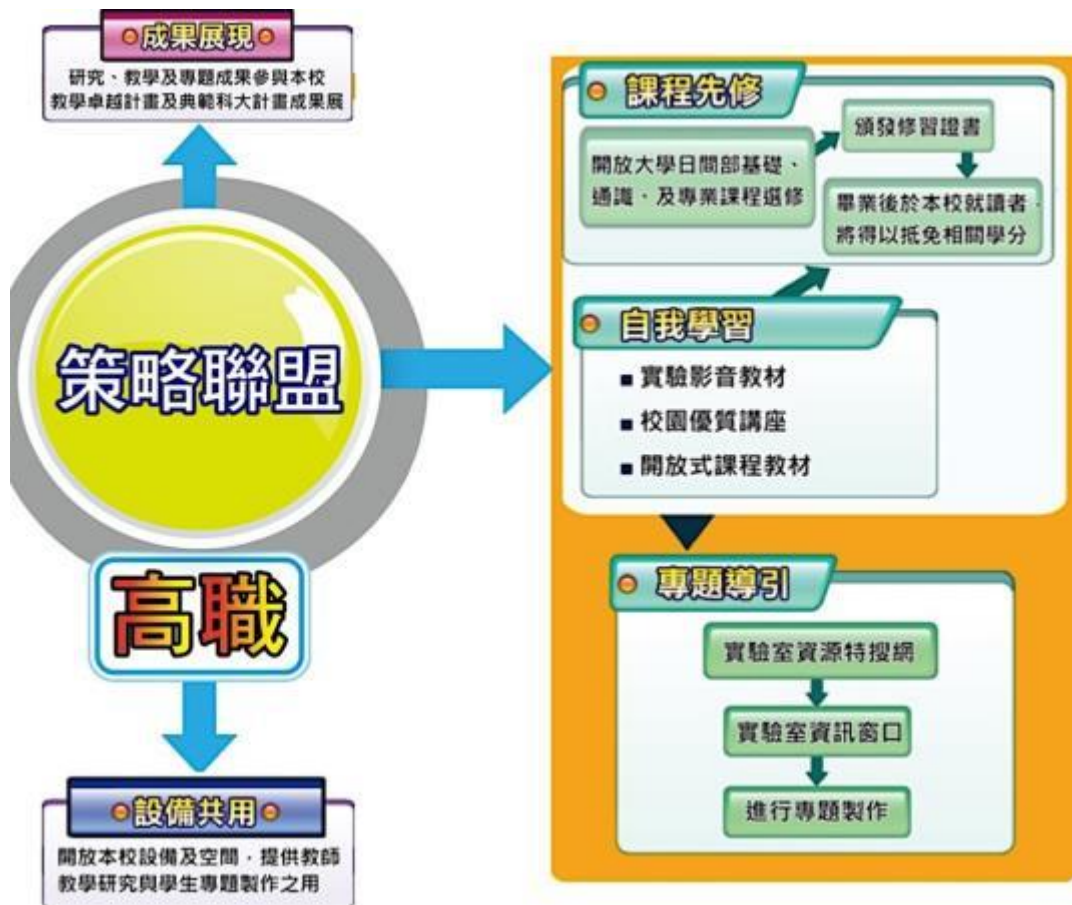 成果展現
研究、教學及專題成果參與本校
教學卓越計畫及典範科大計畫成果展
策略聯盟
高職
設備共用
開放本校設備及空間，提供教師
教學研究與學生專題製作之用
課程先修
開放大學日間部基礎、
通識、及專業課程選修
頒發修習證書
畢業後於本校就讀者，
將得以抵免相關學分
自我學習
■ 實驗影音教材
■ 校園優質講座
■ 開放式課程教材
專題導引
實驗室資源特搜網
實驗室資訊窗口
進行專題製作